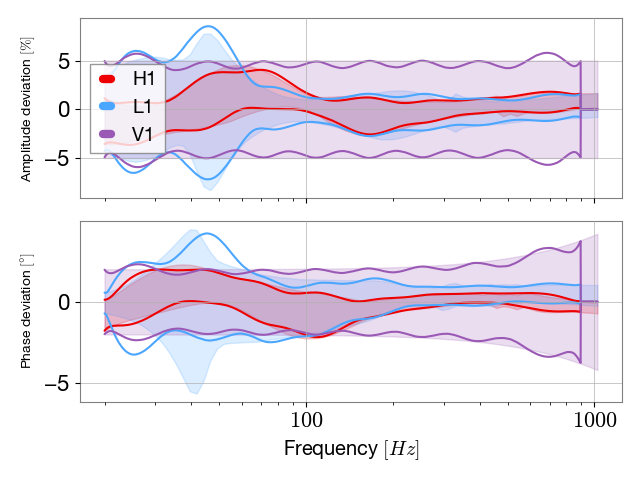 Amplitude deviation [%]
5
0
−5
H1
L1
V1
Phase deviation [°]
0
−5
100
1000
Frequency [Hz]